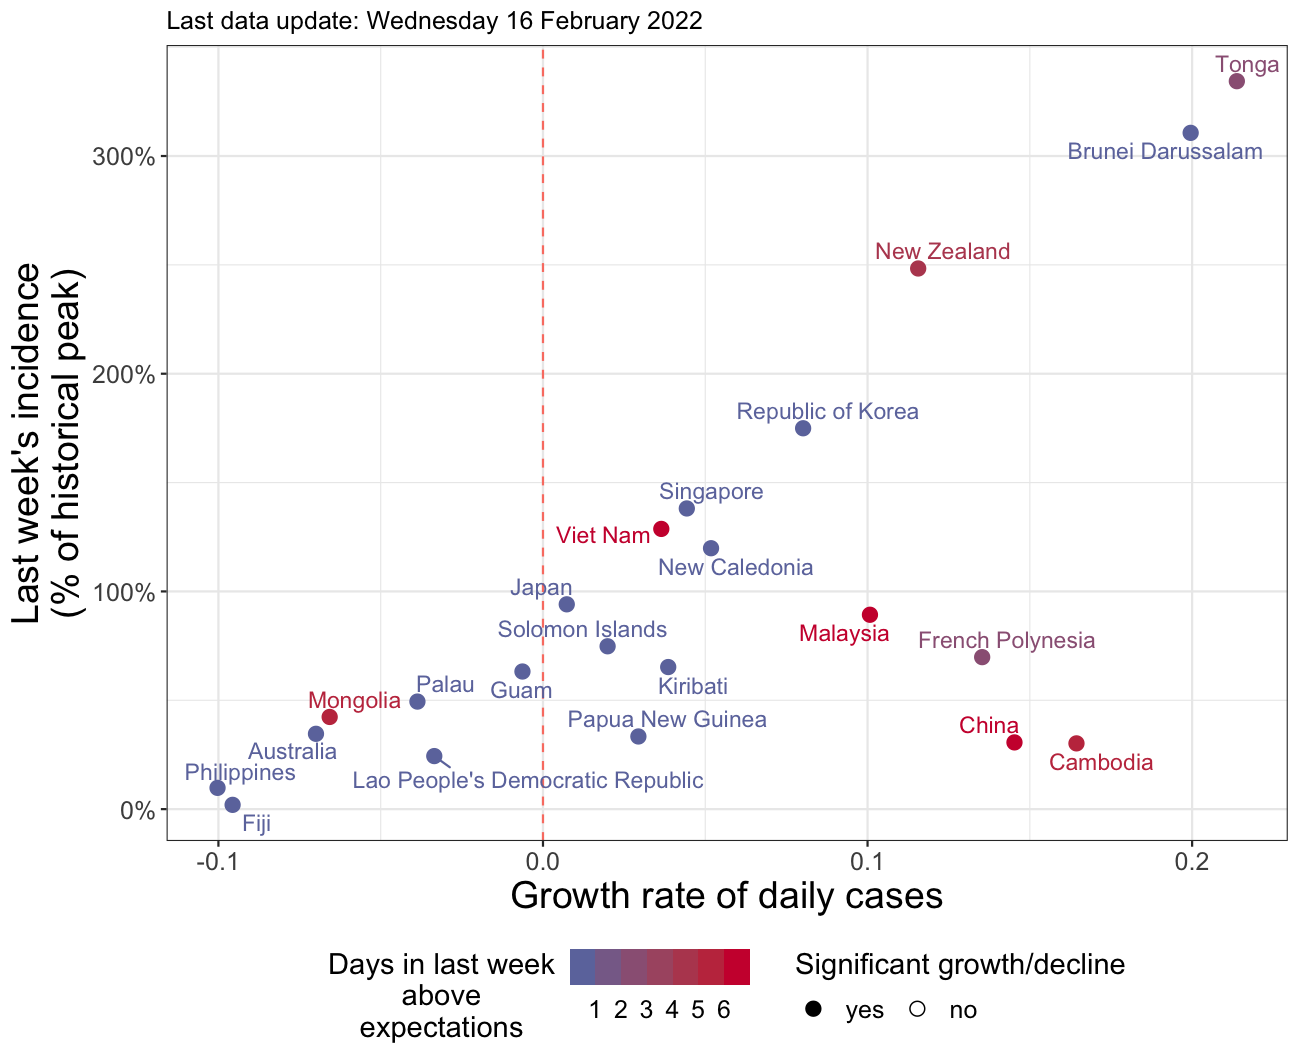 Last data update: Wednesday 16 February 2022
Tonga
Brunei Darussalam
300%
New Zealand
200%
Republic of Korea
Singapore
Viet Nam
New Caledonia
100%
Japan
Solomon Islands
Malaysia
French Polynesia
Palau
Guam
Kiribati
Mongolia
Papua New Guinea
China
Australia
Cambodia
Philippines
Lao People's Democratic Republic
0%
Fiji
Last week's incidence
(% of historical peak)
-0.1 0.0 0.1 0.2
Growth rate of daily cases
Days in last week
above
expectations
1 2 3 4 5 6
Significant growth/decline
yes no